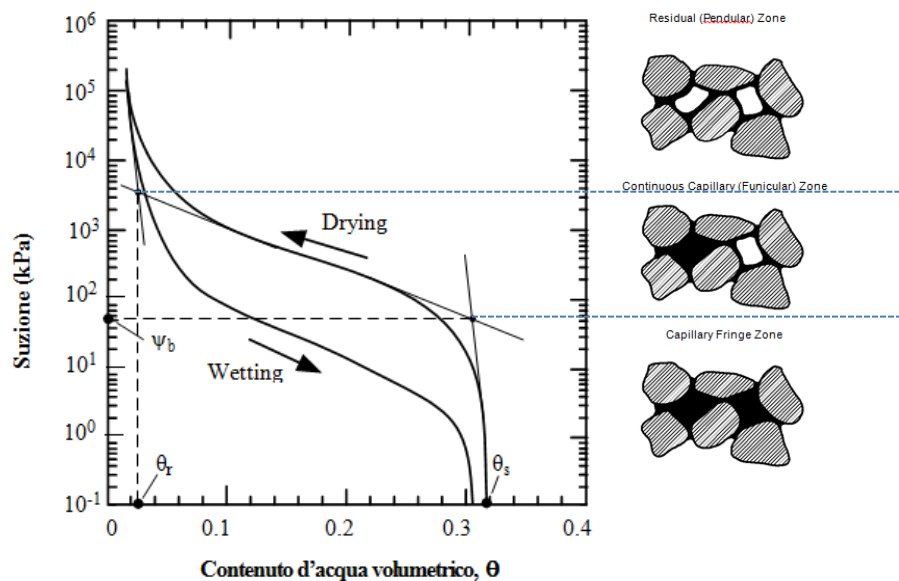 10⁶
10⁵
10⁴
10³
10²
10¹
10⁰
10⁻¹
Suzione (kPa)
Drying
Wetting
ψb
θr
θs
0
0.1
0.2
0.3
0.4
Contenuto d'acqua volumetrico, θ
Residual (Pendular) Zone
Continuous Capillary (Funicular) Zone
Capillary Fringe Zone